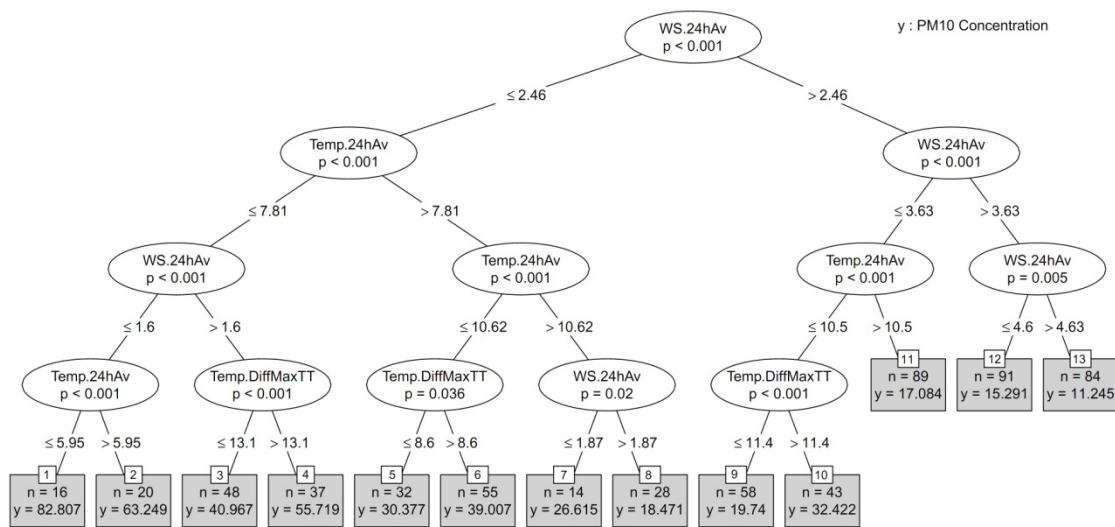 WS.24hAv
p < 0.001
y : PM10 Concentration
≤ 2.46
> 2.46
Temp.24hAv
p < 0.001
WS.24hAv
p < 0.001
≤ 7.81
> 7.81
≤ 3.63
> 3.63
WS.24hAv
p < 0.001
Temp.24hAv
p < 0.001
Temp.24hAv
p < 0.001
WS.24hAv
p = 0.005
≤ 1.6
> 1.6
≤ 10.62
> 10.62
≤ 10.5
> 10.5
≤ 4.6
> 4.63
Temp.24hAv
p < 0.001
Temp.DiffMaxTT
p < 0.001
Temp.DiffMaxTT
p = 0.036
WS.24hAv
p = 0.02
Temp.DiffMaxTT
p < 0.001
11
n = 89
y = 17.084
12
n = 91
y = 15.291
13
n = 84
y = 11.245
≤ 5.95
> 5.95
≤ 13.1
> 13.1
≤ 8.6
> 8.6
≤ 1.87
> 1.87
≤ 11.4
> 11.4
1
n = 16
y = 82.807
2
n = 20
y = 63.249
3
n = 48
y = 40.967
4
n = 37
y = 55.719
5
n = 32
y = 30.377
6
n = 55
y = 39.007
7
n = 14
y = 26.615
8
n = 28
y = 18.471
9
n = 58
y = 19.74
10
n = 43
y = 32.422